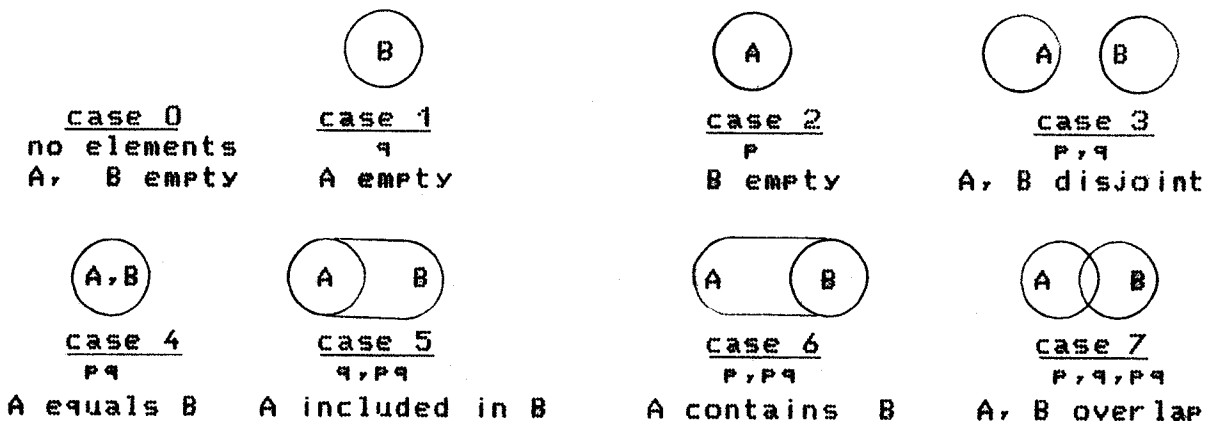 B
A
A B
case 0
case 1
case 2
case 3
no elements
q
p
p,q
A, B empty
A empty
B empty
A, B disjoint
A,B
A B
A B
A B
case 4
case 5
case 6
case 7
pq
q,pq
p,pq
p,q,pq
A equals B
A included in B
A contains B
A, B overlap